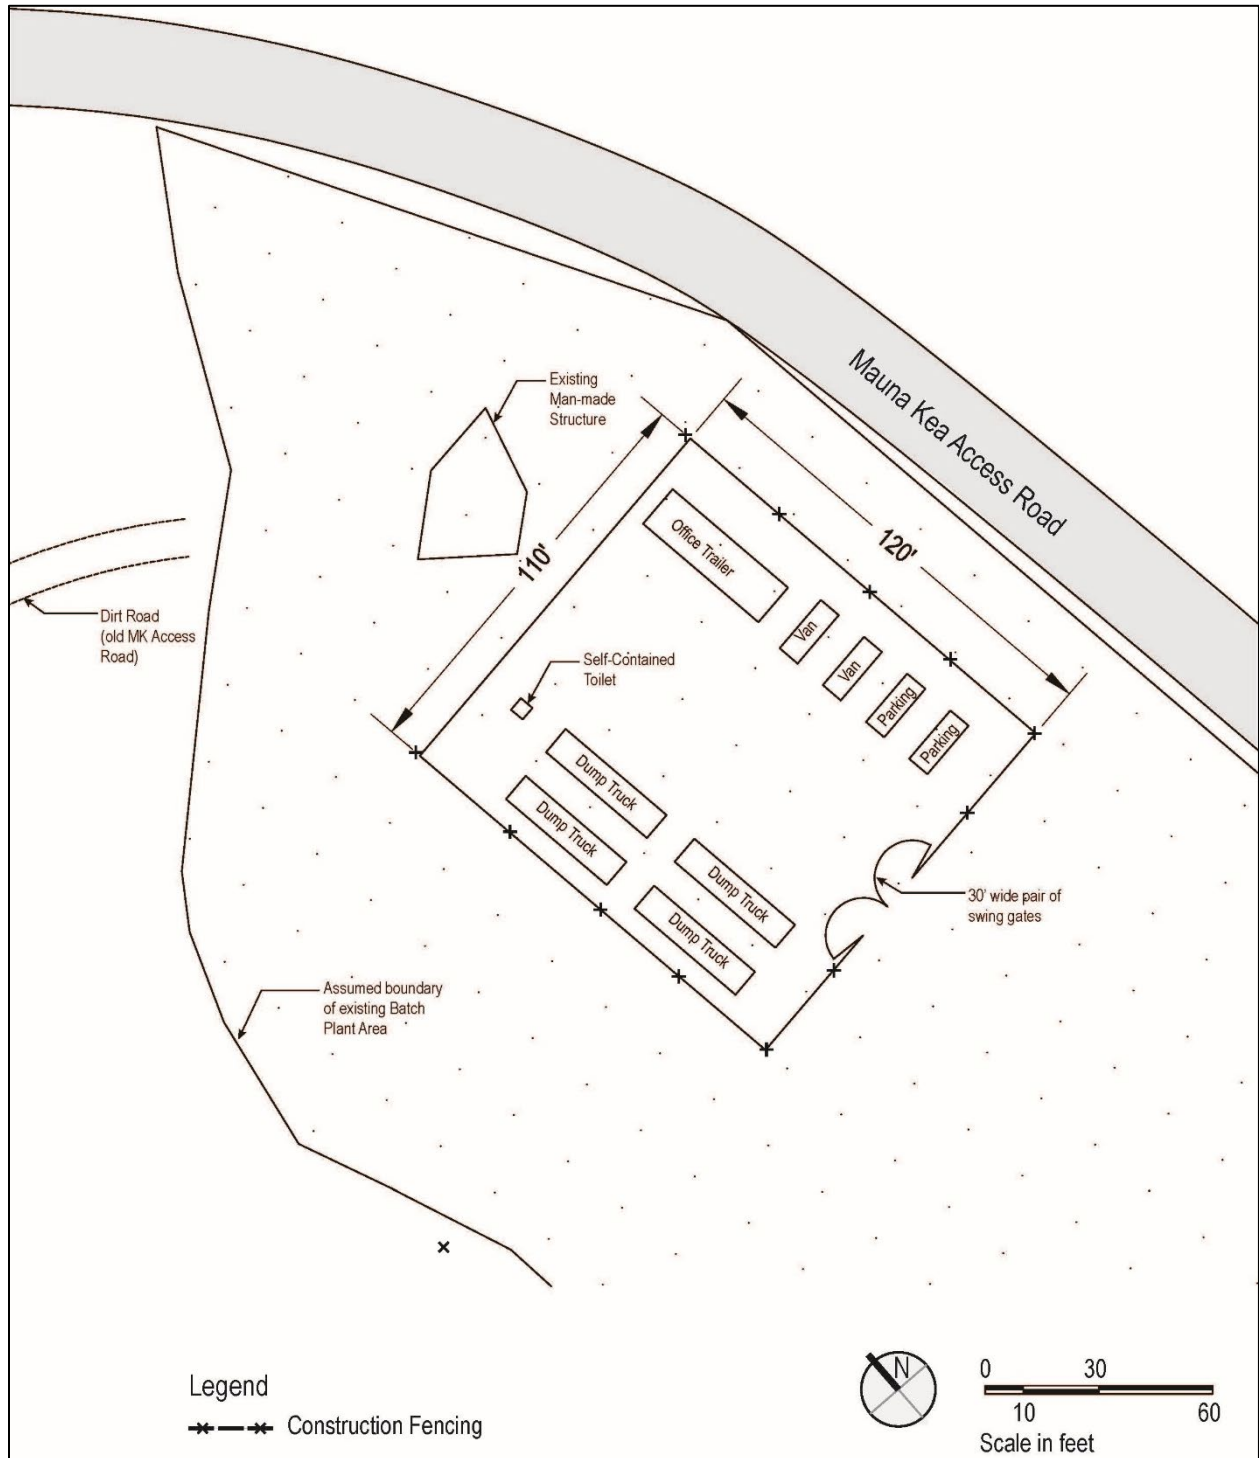 Mauna Kea Access Road
Existing
Man-made
Structure
110'
120'
Office Trailer
Van
Van
Parking
Parking
Dirt Road
(old MK Access
Road)
Self-Contained
Toilet
Dump Truck
Dump Truck
Dump Truck
Dump Truck
30' wide pair of
swing gates
Assumed boundary
of existing Batch
Plant Area
Legend
Construction Fencing
N
0 30
10 60
Scale in feet